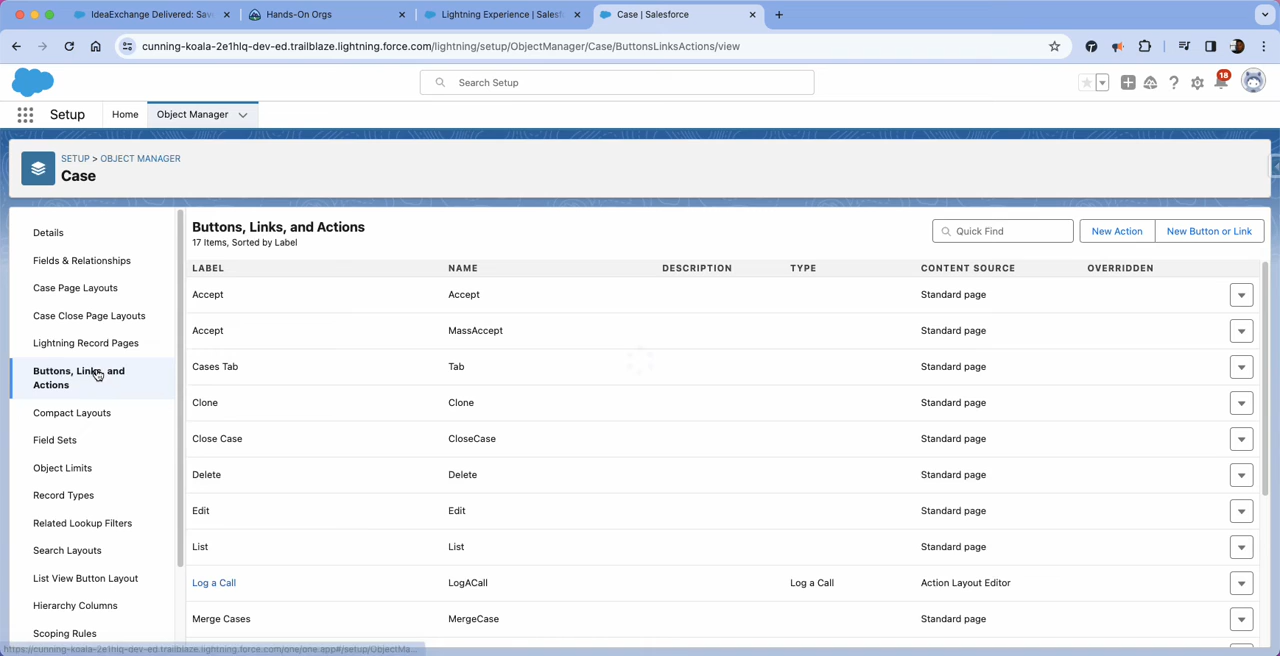 IdeaExchange Delivered: Sav
Hands-On Orgs
Lightning Experience | Salesf
Case | Salesforce
cunning-koala-2e1hlq-dev-ed.trailblaze.lightning.force.com/lightning/setup/ObjectManager/Case/ButtonsLinksActions/view
Search Setup
18
Setup
Home
Object Manager
SETUP > OBJECT MANAGER
Case
Details
Fields & Relationships
Case Page Layouts
Case Close Page Layouts
Lightning Record Pages
Buttons, Links, and
Actions
Compact Layouts
Field Sets
Object Limits
Record Types
Related Lookup Filters
Search Layouts
List View Button Layout
Hierarchy Columns
Scoping Rules
Buttons, Links, and Actions
17 Items, Sorted by Label
Quick Find
New Action
New Button or Link
LABEL NAME DESCRIPTION TYPE CONTENT SOURCE OVERRIDDEN
Accept Accept Standard page
Accept MassAccept Standard page
Cases Tab Tab Standard page
Clone Clone Standard page
Close Case CloseCase Standard page
Delete Delete Standard page
Edit Edit Standard page
List List Standard page
Log a Call LogACall Log a Call Action Layout Editor
Merge Cases MergeCase Standard page
https://cunning-koala-2e1hlq-dev-ed.trailblaze.lightning.force.com/one/one.app#/setup/ObjectMa...